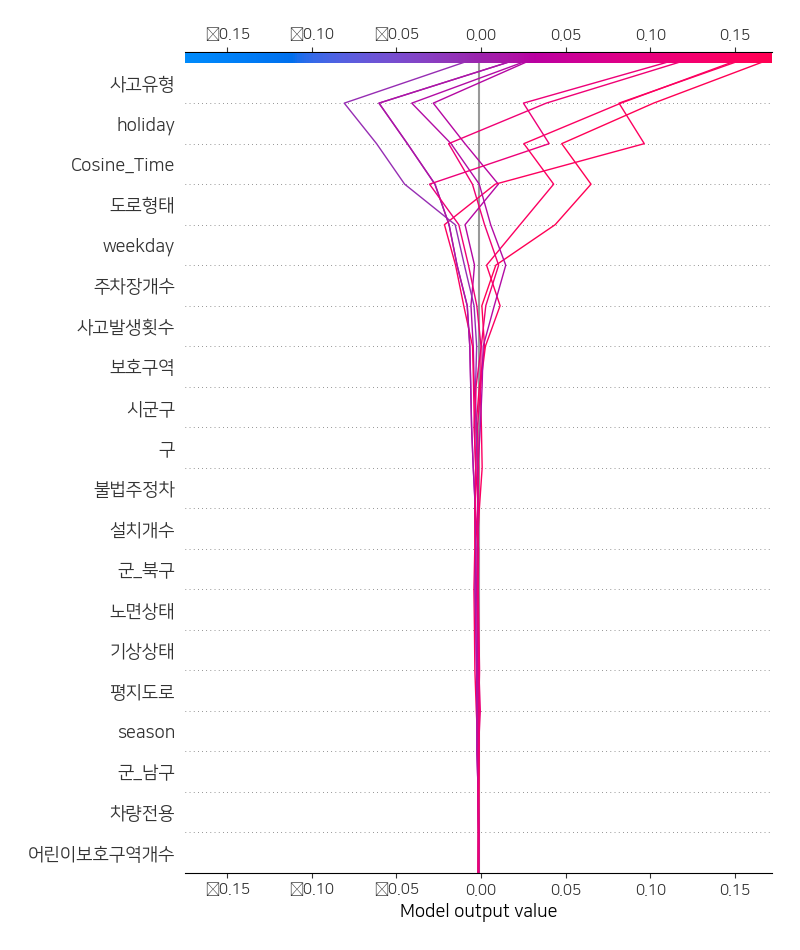 0.15 0.10 0.05 0.00 0.05 0.10 0.15
사고유형
holiday
Cosine_Time
도로형태
weekday
주차장개수
사고발생횟수
보호구역
시군구
구
불법주정차
설치개수
군_북구
노면상태
기상상태
평지도로
season
군_남구
차량전용
어린이보호구역개수
0.15 0.10 0.05 0.00 0.05 0.10 0.15
Model output value